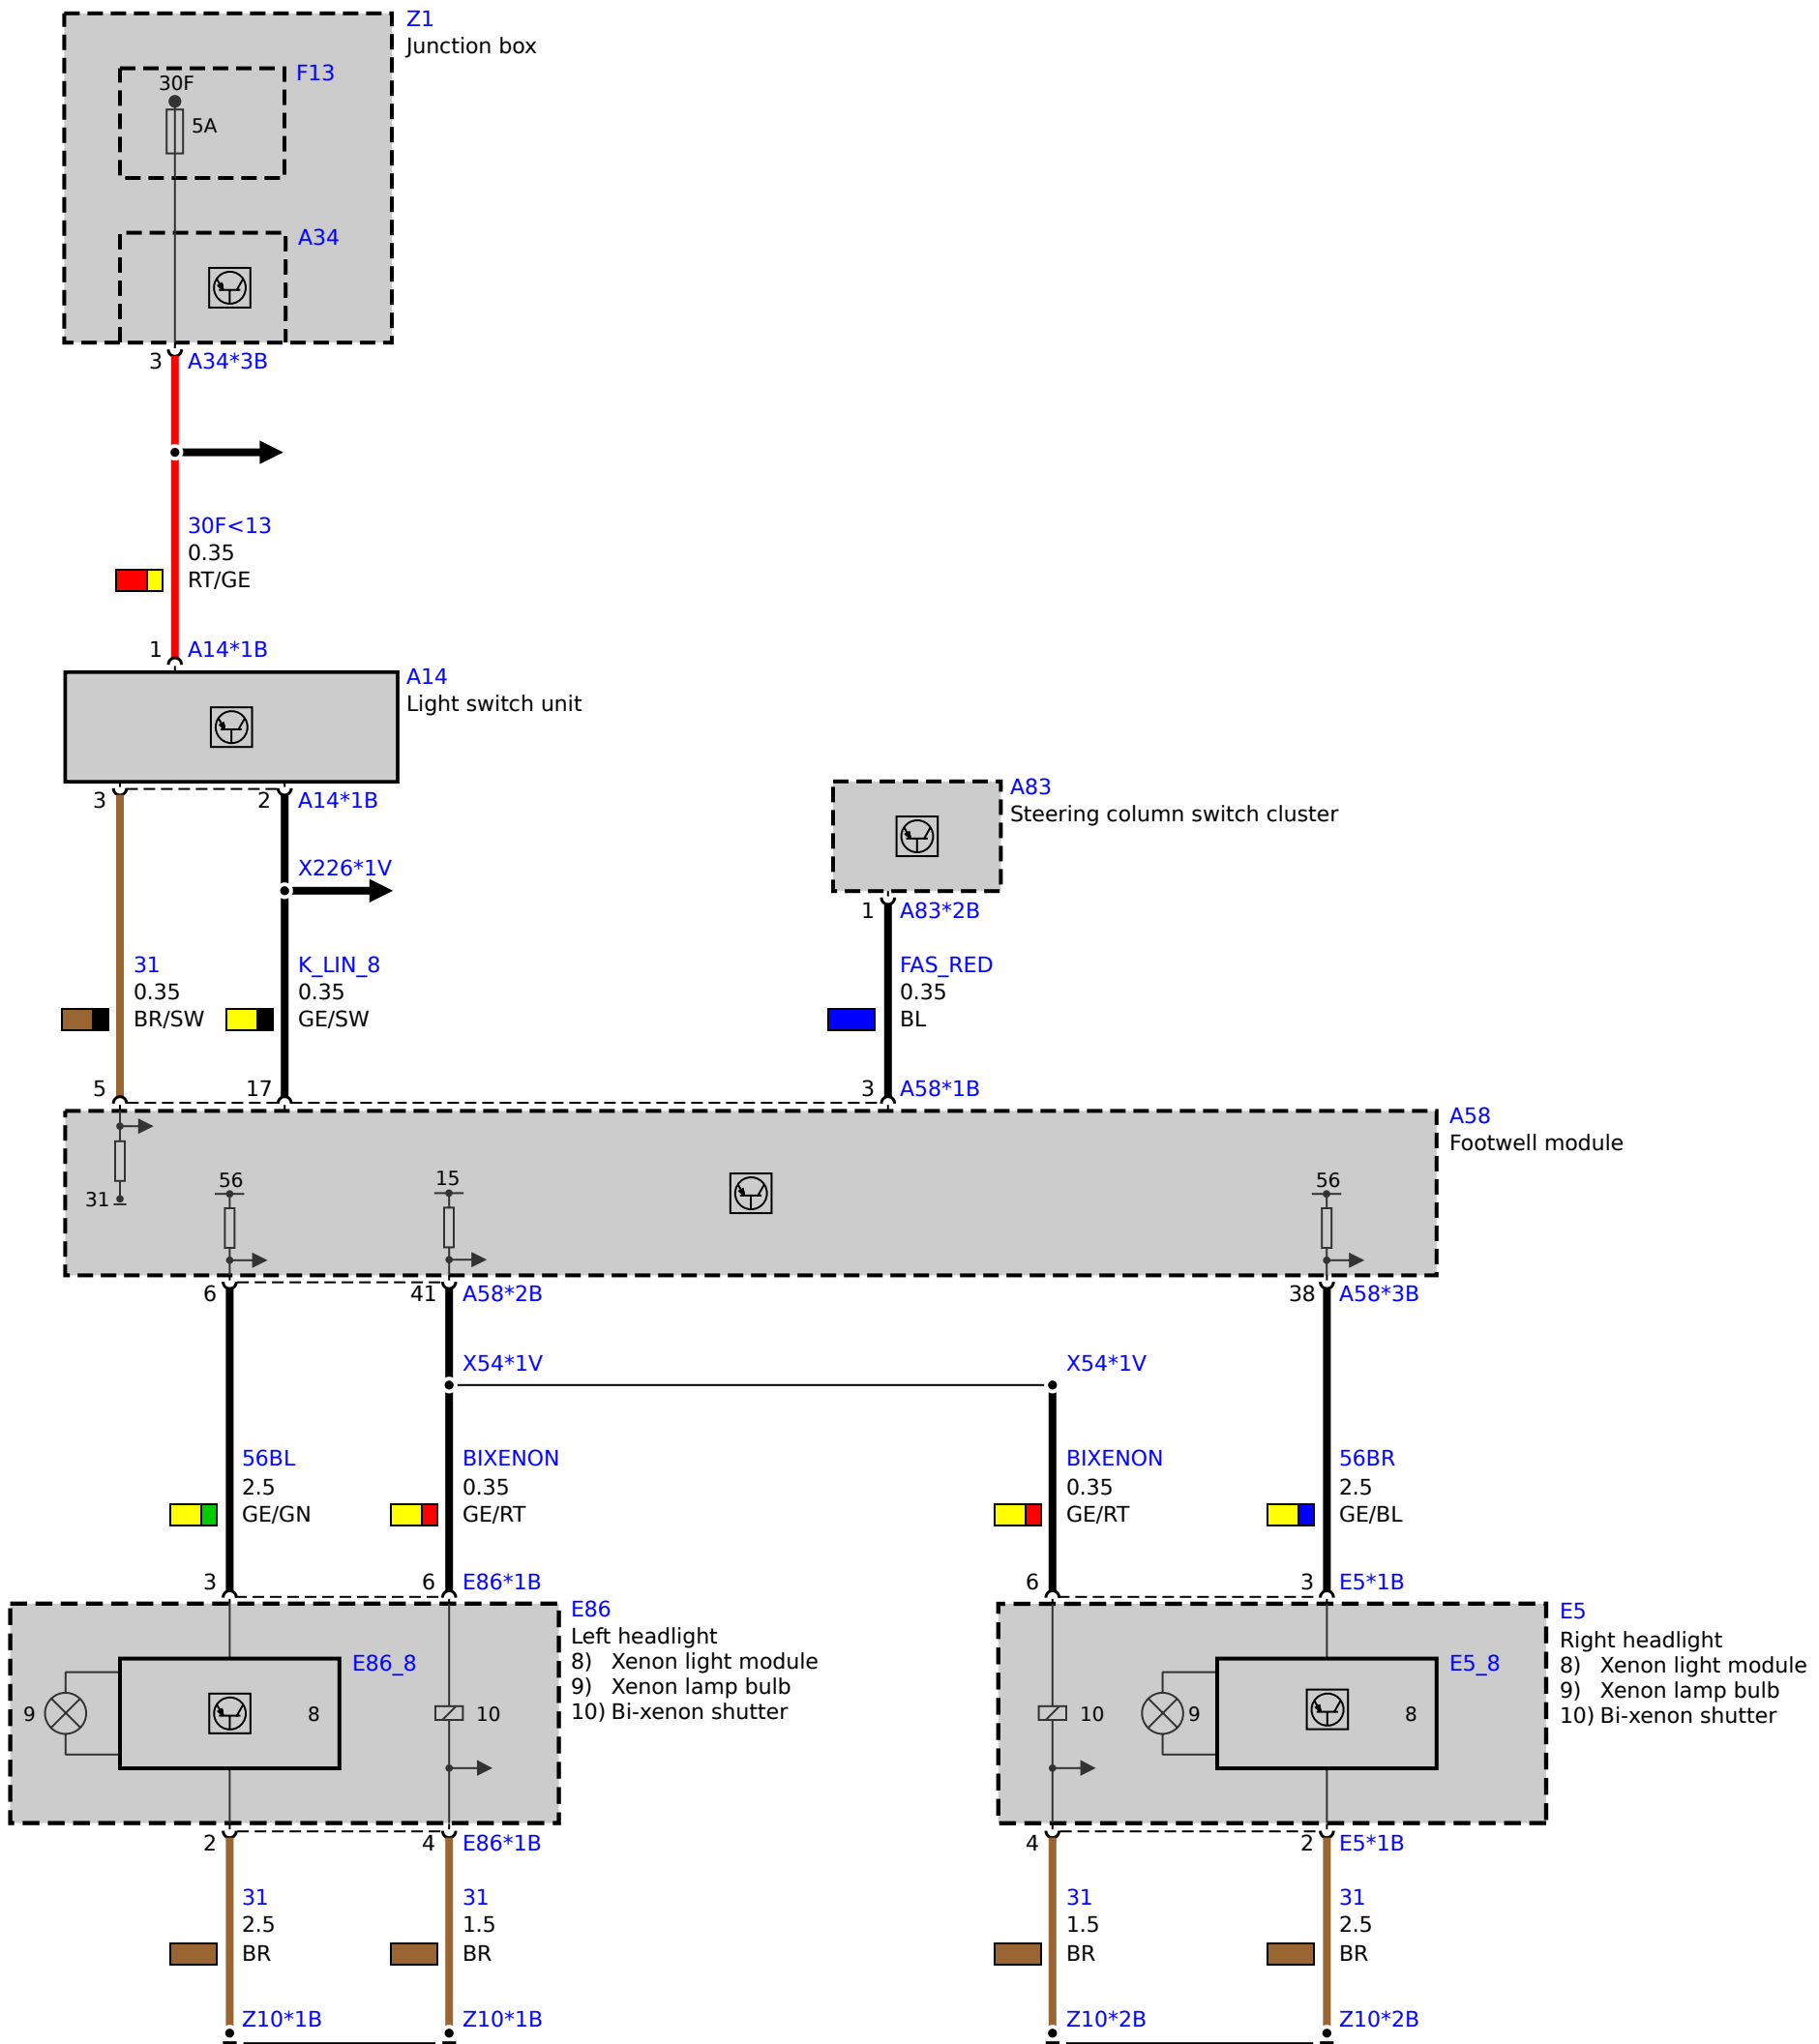 Z1
Junction box
F13
30F
5A
A34
3 A34*3B
30F<13
0.35
RT/GE
1 A14*1B
A14
Light switch unit
3 2 A14*1B
A83
Steering column switch cluster
X226*1V
1 A83*2B
31 K_LIN_8 FAS_RED
0.35 0.35 0.35
BR/SW GE/SW BL
5 17 3 A58*1B
A58
Footwell module
56 15 56
31
6 41 A58*2B 38 A58*3B
X54*1V X54*1V
56BL BIXENON BIXENON 56BR
2.5 0.35 0.35 2.5
GE/GN GE/RT GE/RT GE/BL
3 6 E86*1B 6 3 E5*1B
E86
Left headlight
8) Xenon light module
9) Xenon lamp bulb
10) Bi-xenon shutter
E5
Right headlight
8) Xenon light module
9) Xenon lamp bulb
10) Bi-xenon shutter
E86_8 E5_8
9 8 10 10 9 8
2 4 E86*1B 4 2 E5*1B
31 31 31 31
2.5 1.5 1.5 2.5
BR BR BR BR
Z10*1B Z10*1B Z10*2B Z10*2B